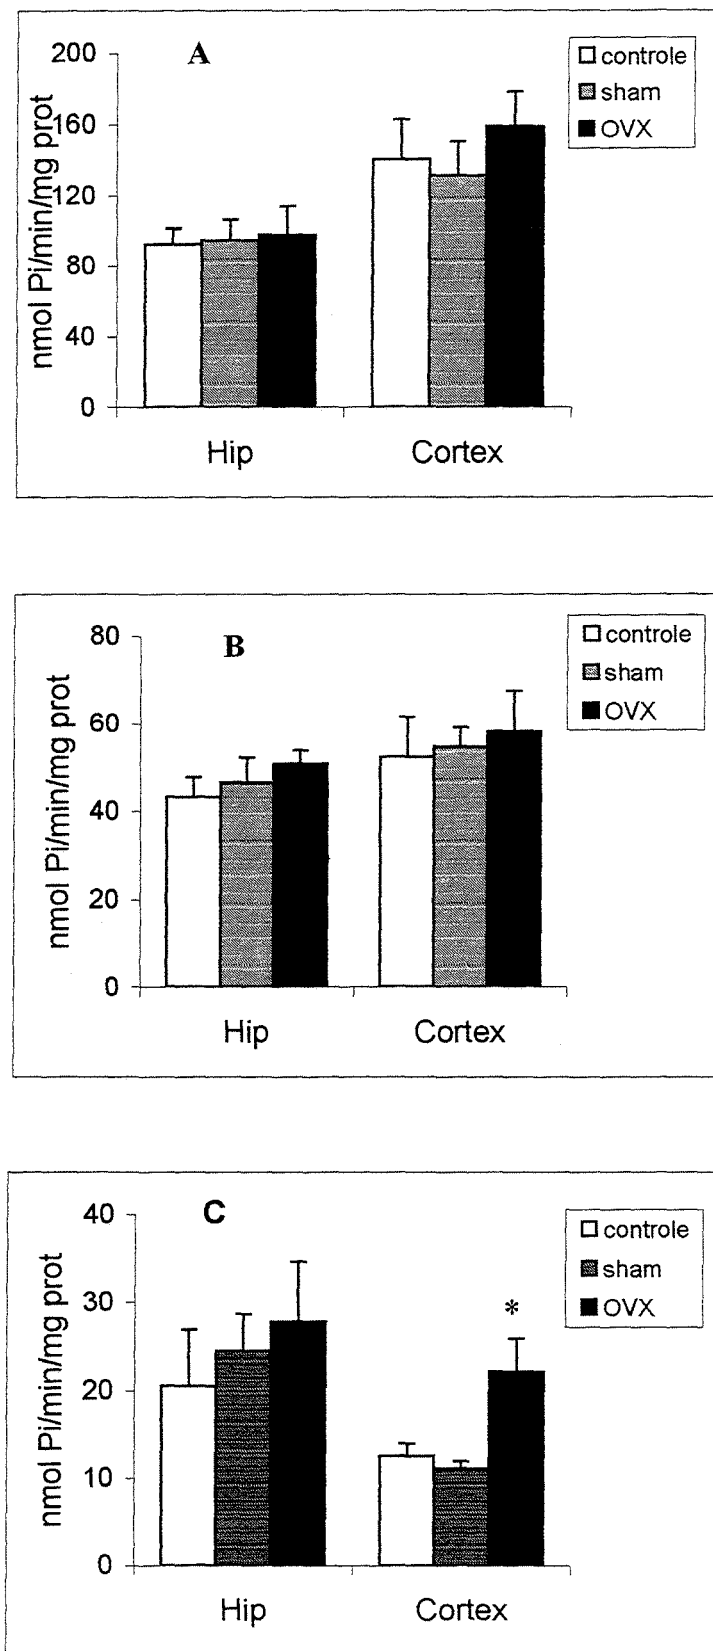 A
nmol Pi/min/mg prot
200
160
120
80
40
0
Hip
Cortex
controle
sham
OVX
B
nmol Pi/min/mg prot
80
60
40
20
0
Hip
Cortex
controle
sham
OVX
C
nmol Pi/min/mg prot
40
30
20
10
0
*
Hip
Cortex
controle
sham
OVX